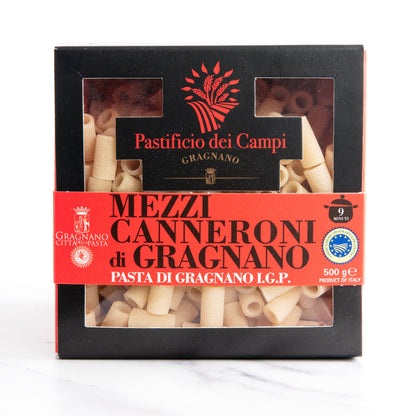 Pastificio dei Campi
GRAGNANO
GRAGNANO
CITTÀ DELLA PASTA
MEZZI
CANNERONI
di GRAGNANO
PASTA DI GRAGNANO I.G.P.
9
MINUTI
500 g e
PRODUCT OF ITALY